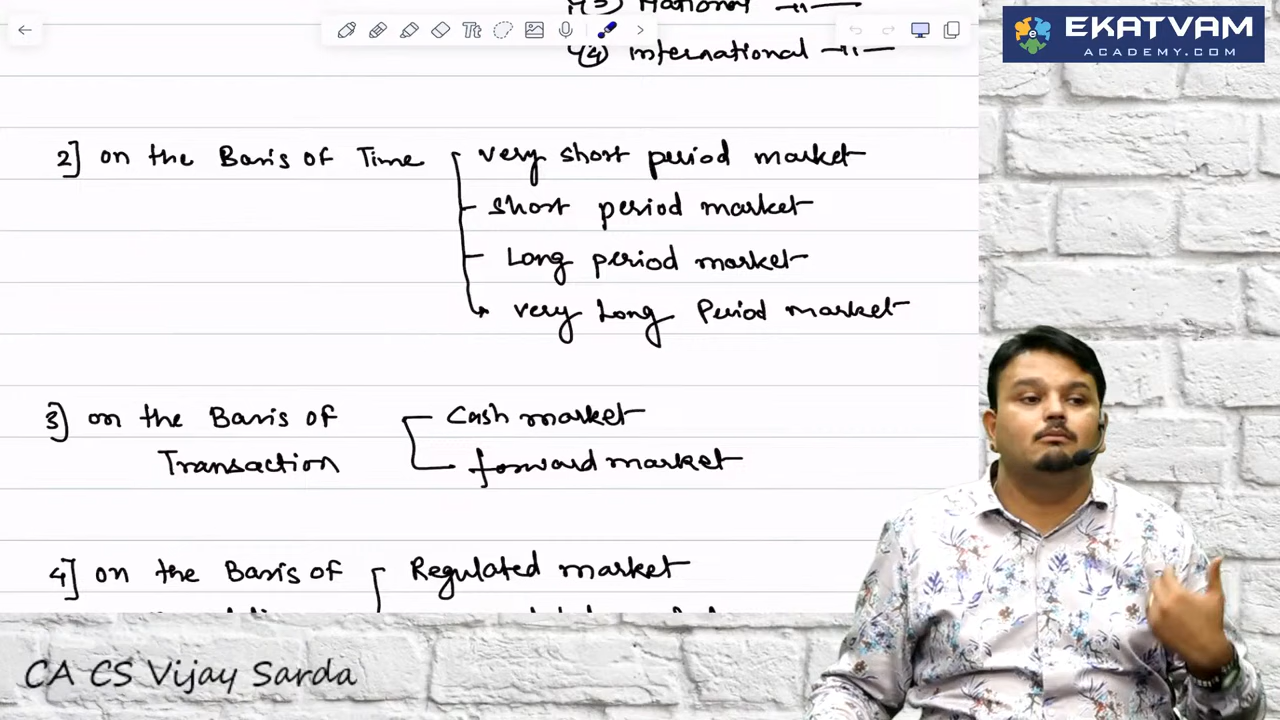 National —"—
4) International —"—
EKATVAM
ACADEMY.COM
2] on the Basis of Time
very short period market
short period market
Long period market
very Long Period market
3] on the Basis of
Transaction
Cash market
forward market
4] on the Basis of
Regulated market
CA CS Vijay Sarda